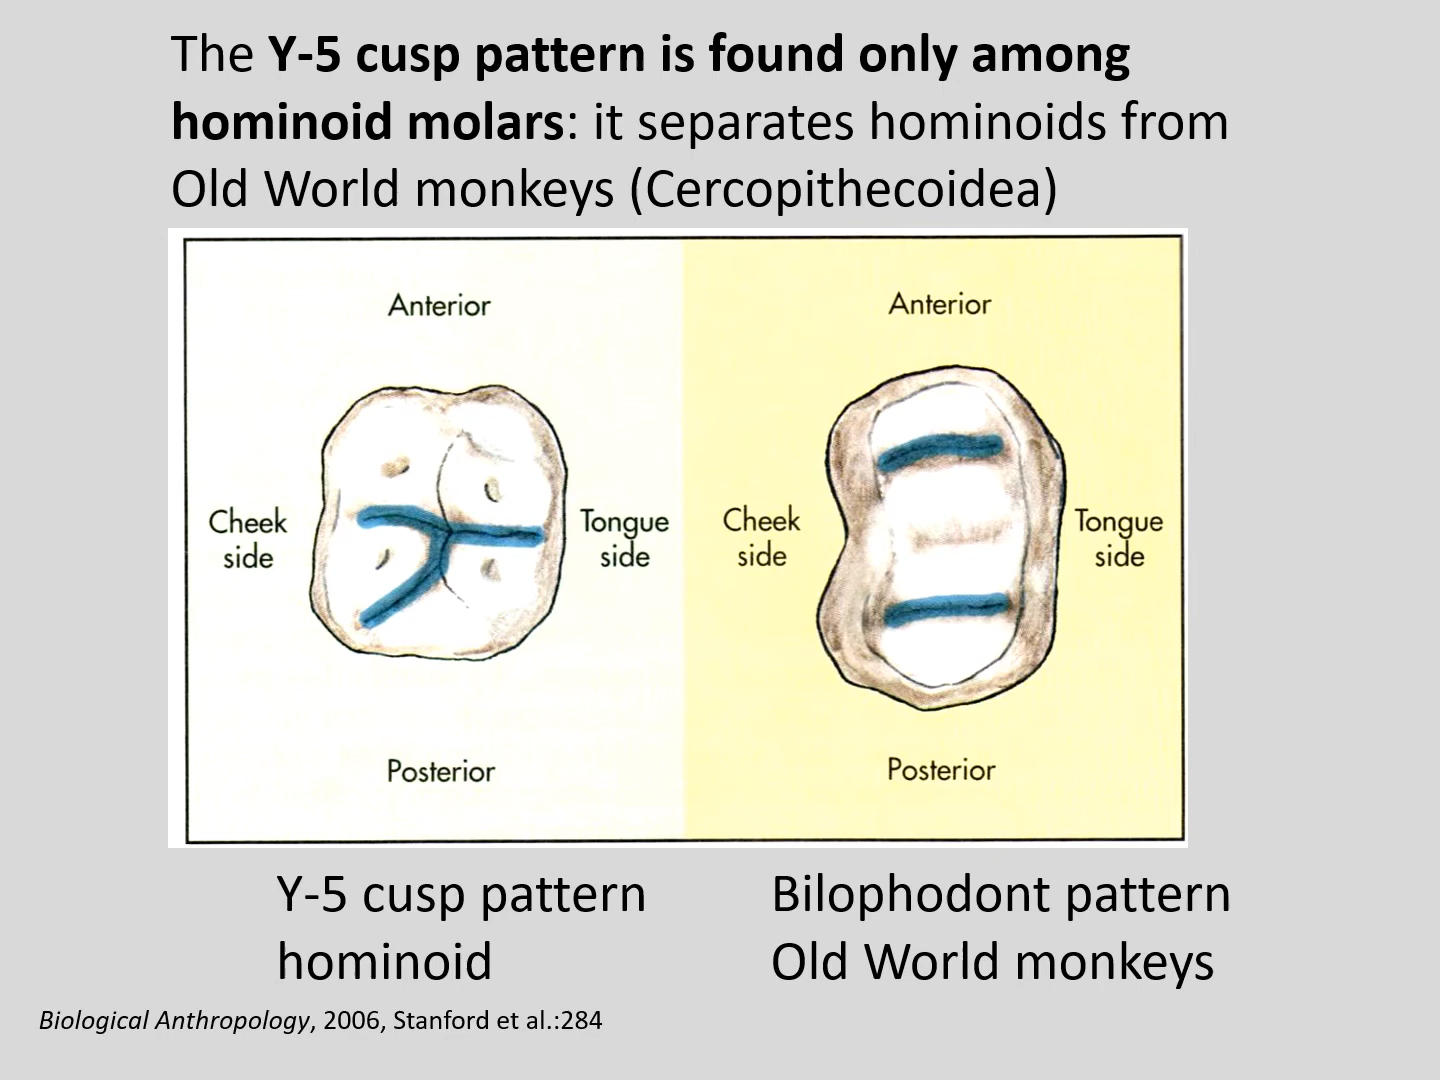 The Y-5 cusp pattern is found only among
hominoid molars: it separates hominoids from
Old World monkeys (Cercopithecoidea)
Anterior
Cheek
side
Tongue
side
Posterior
Anterior
Cheek
side
Tongue
side
Posterior
Y-5 cusp pattern
hominoid
Bilophodont pattern
Old World monkeys
Biological Anthropology, 2006, Stanford et al.:284